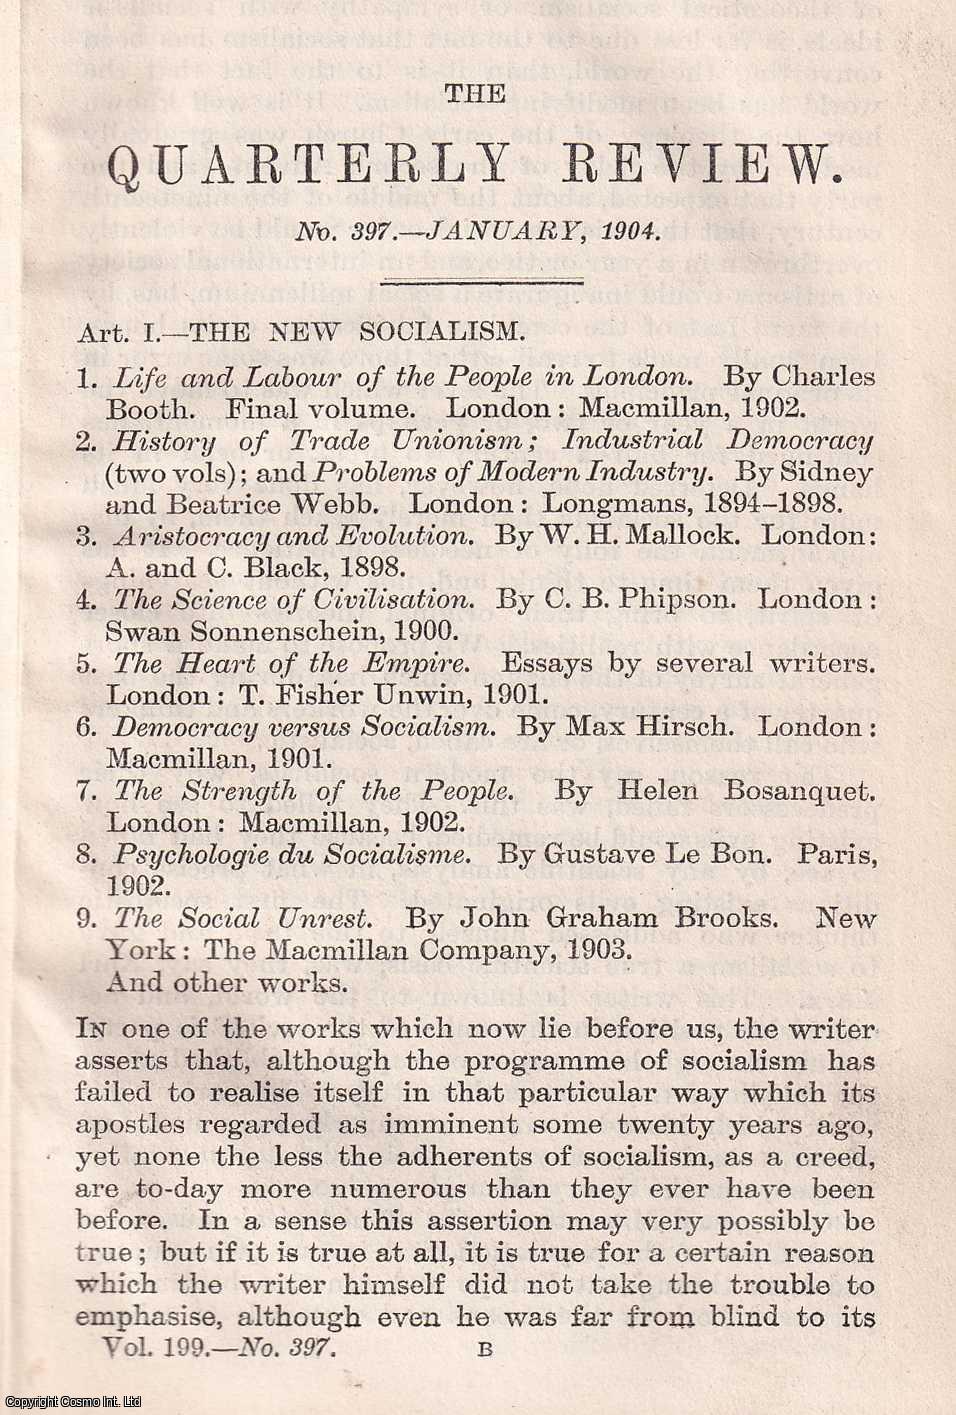 THE
QUARTERLY REVIEW.
No. 397.—JANUARY, 1904.
Art. I.—THE NEW SOCIALISM.
1. Life and Labour of the People in London. By Charles
Booth. Final volume. London: Macmillan, 1902.
2. History of Trade Unionism; Industrial Democracy
(two vols); and Problems of Modern Industry. By Sidney
and Beatrice Webb. London: Longmans, 1894-1898.
3. Aristocracy and Evolution. By W. H. Mallock. London:
A. and C. Black, 1898.
4. The Science of Civilisation. By C. B. Phipson. London:
Swan Sonnenschein, 1900.
5. The Heart of the Empire. Essays by several writers.
London: T. Fisher Unwin, 1901.
6. Democracy versus Socialism. By Max Hirsch. London:
Macmillan, 1901.
7. The Strength of the People. By Helen Bosanquet.
London: Macmillan, 1902.
8. Psychologie du Socialisme. By Gustave Le Bon. Paris,
1902.
9. The Social Unrest. By John Graham Brooks. New
York: The Macmillan Company, 1903.
And other works.
IN one of the works which now lie before us, the writer
asserts that, although the programme of socialism has
failed to realise itself in that particular way which its
apostles regarded as imminent some twenty years ago,
yet none the less the adherents of socialism, as a creed,
are to-day more numerous than they ever have been
before. In a sense this assertion may very possibly be
true; but if it is true at all, it is true for a certain reason
which the writer himself did not take the trouble to
emphasise, although even he was far from blind to its
Vol. 199.—No. 397. B
Copyright Cosmo Int. Ltd